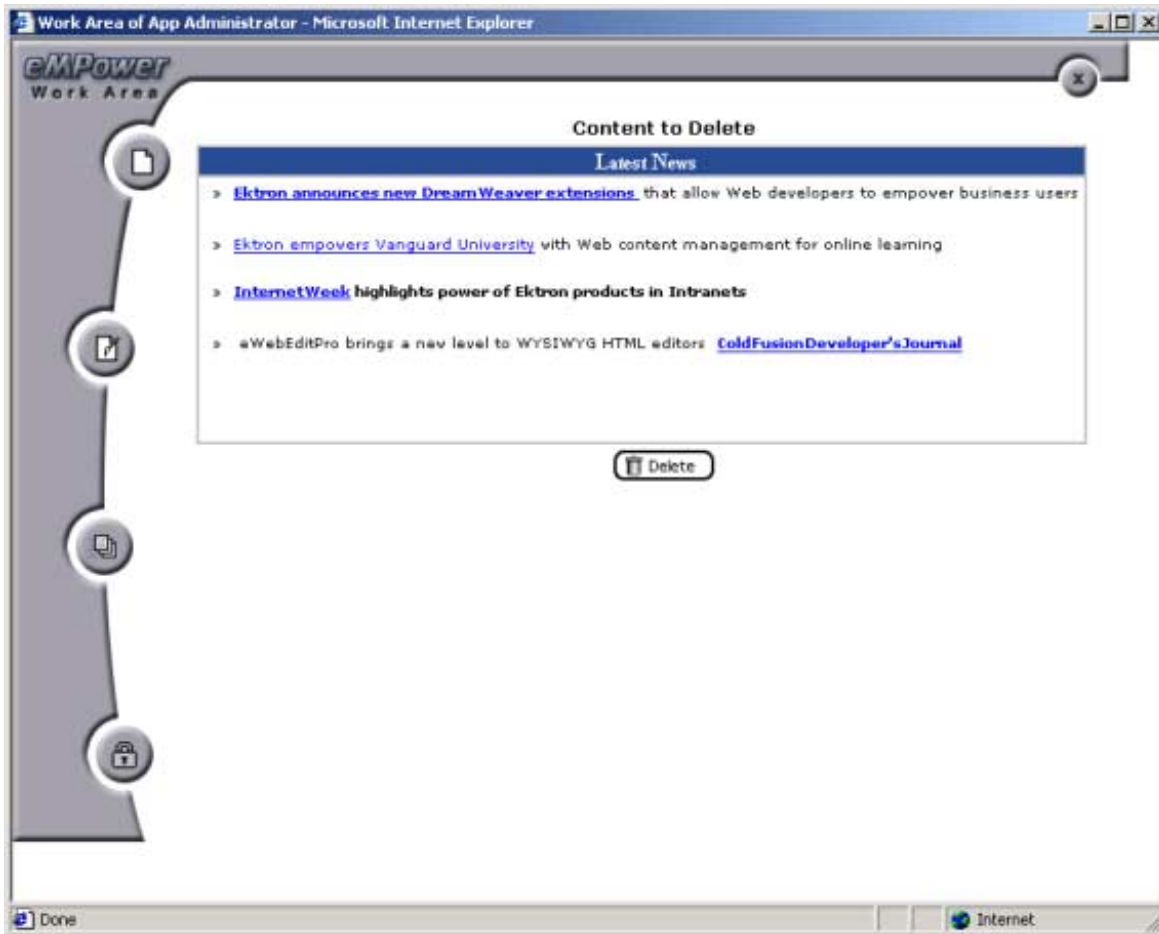 Work Area of App Administrator - Microsoft Internet Explorer
eMPower
Work Area
x
Content to Delete
Latest News
» Ektron announces new DreamWeaver extensions that allow Web developers to empower business users
» Ektron empowers Vanguard University with Web content management for online learning
» InternetWeek highlights power of Ektron products in Intranets
» eWebEditPro brings a new level to WYSIWYG HTML editors ColdFusionDeveloper'sJournal
Delete
Done
Internet